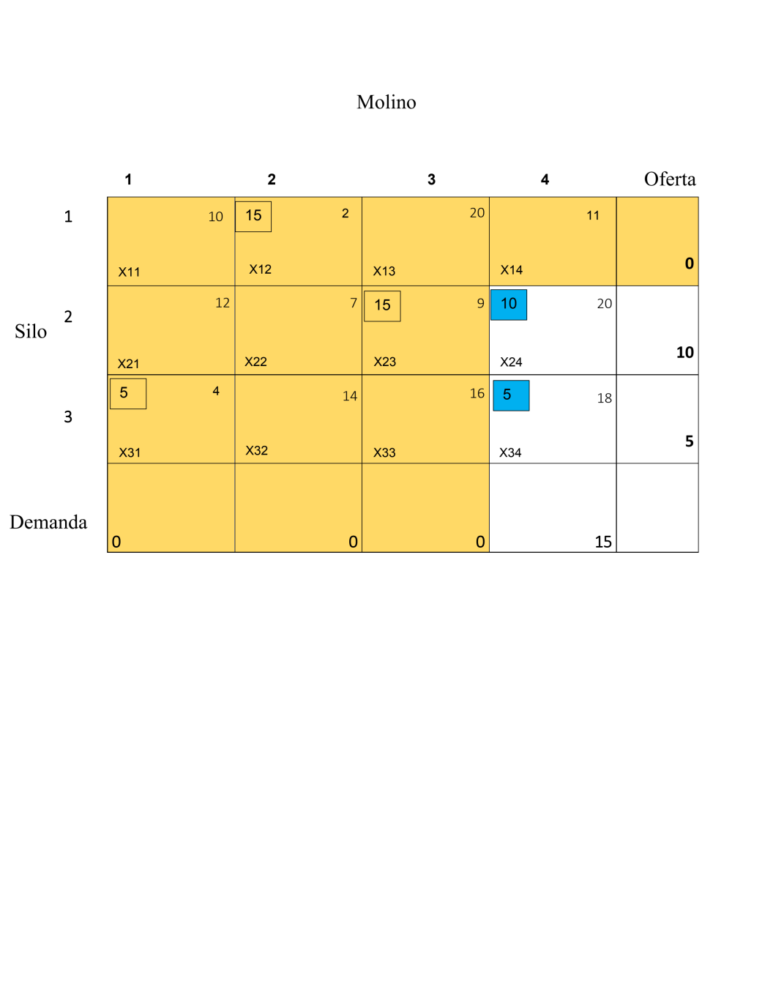 Molino
1 2 3 4 Oferta
1 10 15 2 20 11
X11 X12 X13 X14 0
Silo 2 12 7 15 9 10 20
X21 X22 X23 X24 10
3 5 4 14 16 5 18
X31 X32 X33 X34 5
Demanda
0 0 0 15